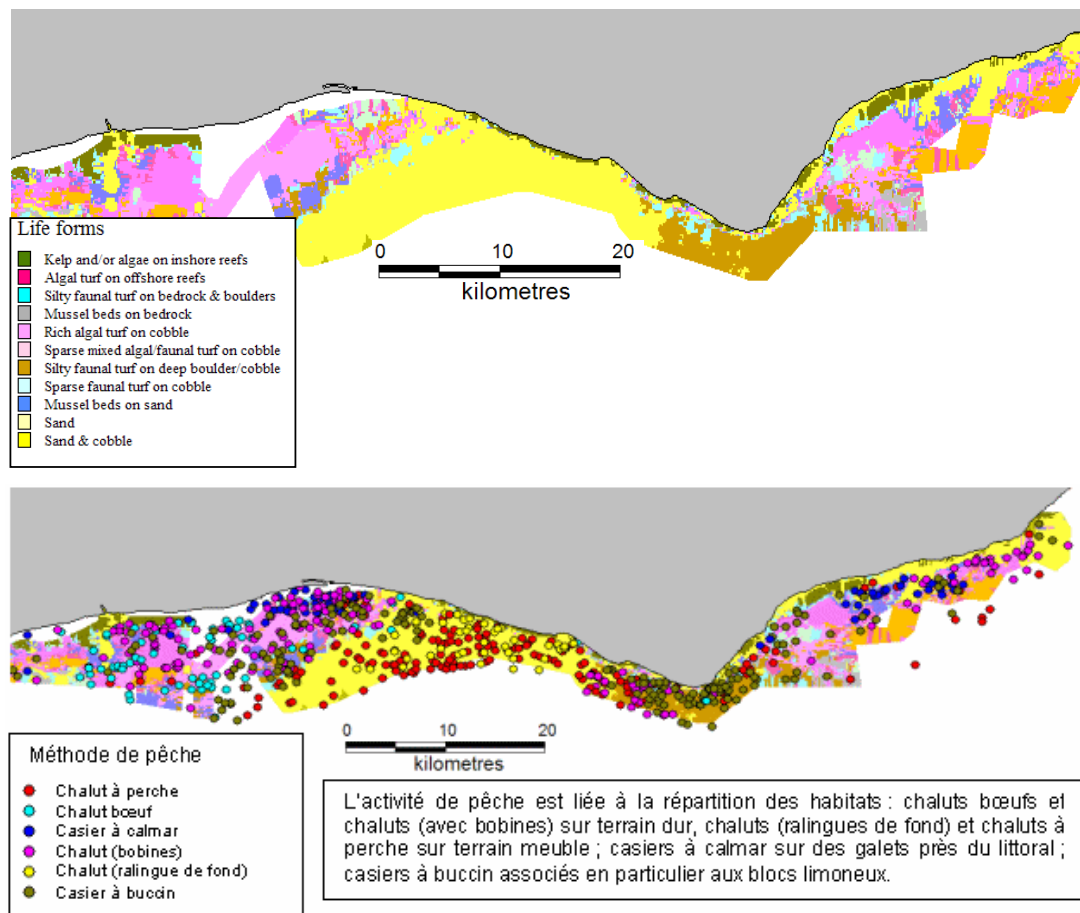 Life forms
Kelp and/or algae on inshore reefs
Algal turf on offshore reefs
Silty faunal turf on bedrock & boulders
Mussel beds on bedrock
Rich algal turf on cobble
Sparse mixed algal/faunal turf on cobble
Silty faunal turf on deep boulder/cobble
Sparse faunal turf on cobble
Mussel beds on sand
Sand
Sand & cobble
0 10 20
kilometres
0 10 20
kilometres
Méthode de pêche
Chalut à perche
Chalut bœuf
Casier à calmar
Chalut (bobines)
Chalut (ralingue de fond)
Casier à buccin
L'activité de pêche est liée à la répartition des habitats : chaluts bœufs et
chaluts (avec bobines) sur terrain dur, chaluts (ralingues de fond) et chaluts à
perche sur terrain meuble ; casiers à calmar sur des galets près du littoral ;
casiers à buccin associés en particulier aux blocs limoneux.